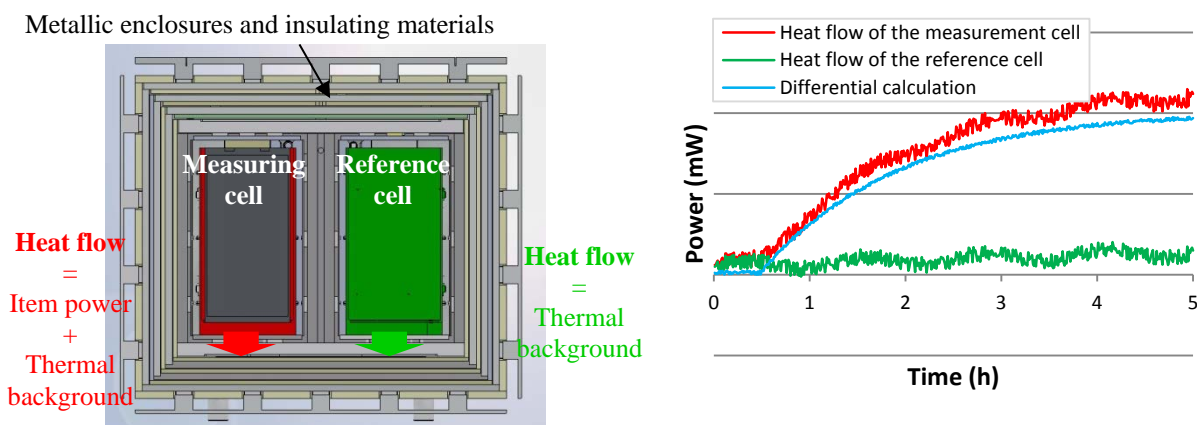 Metallic enclosures and insulating materials
Measuring
cell
Reference
cell
Heat flow
=
Item power
+
Thermal
background
Heat flow
=
Thermal
background
Heat flow of the measurement cell
Heat flow of the reference cell
Differential calculation
Power (mW)
0 1 2 3 4 5
Time (h)